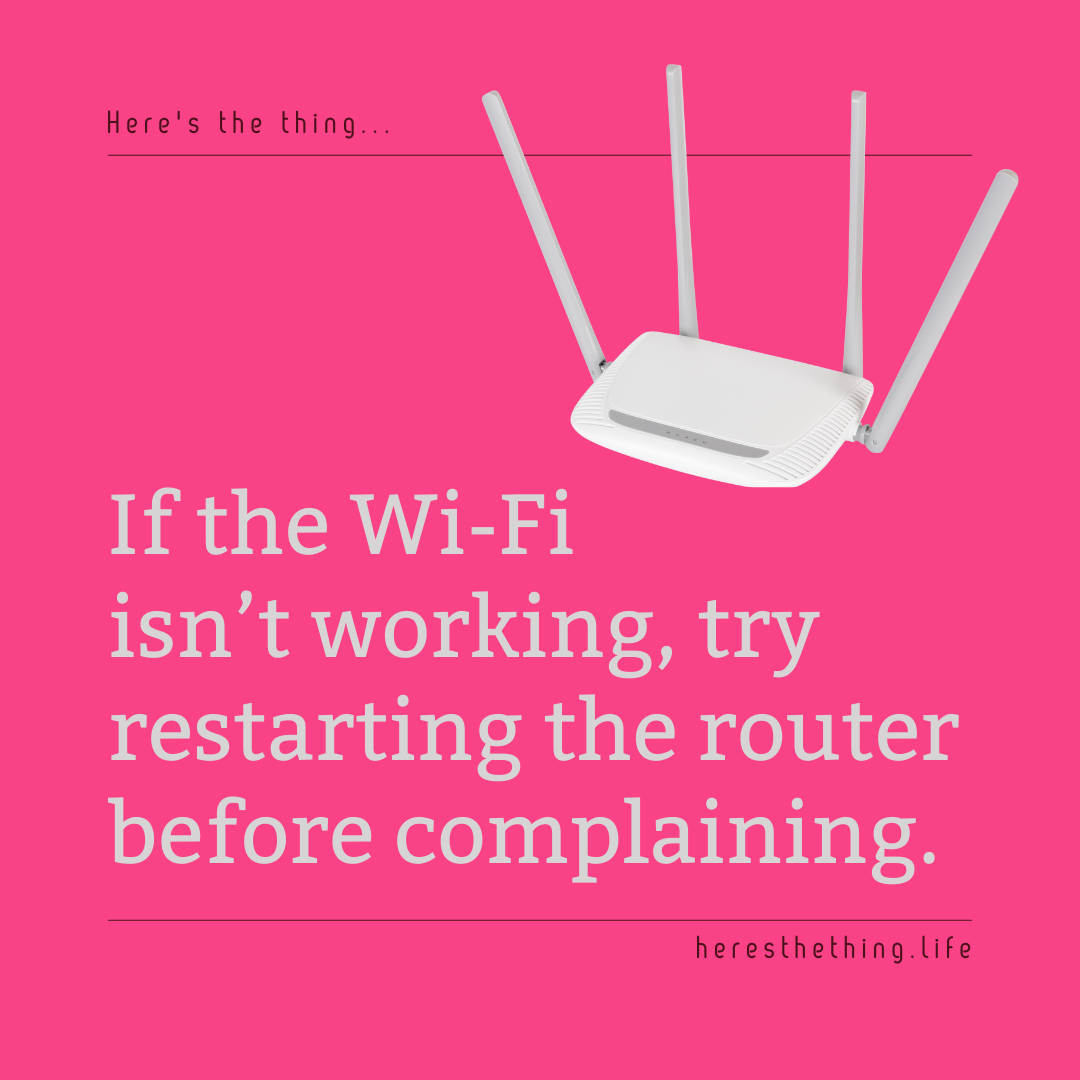 Here's the thing...
If the Wi-Fi
isn’t working, try
restarting the router
before complaining.
heresthething.life